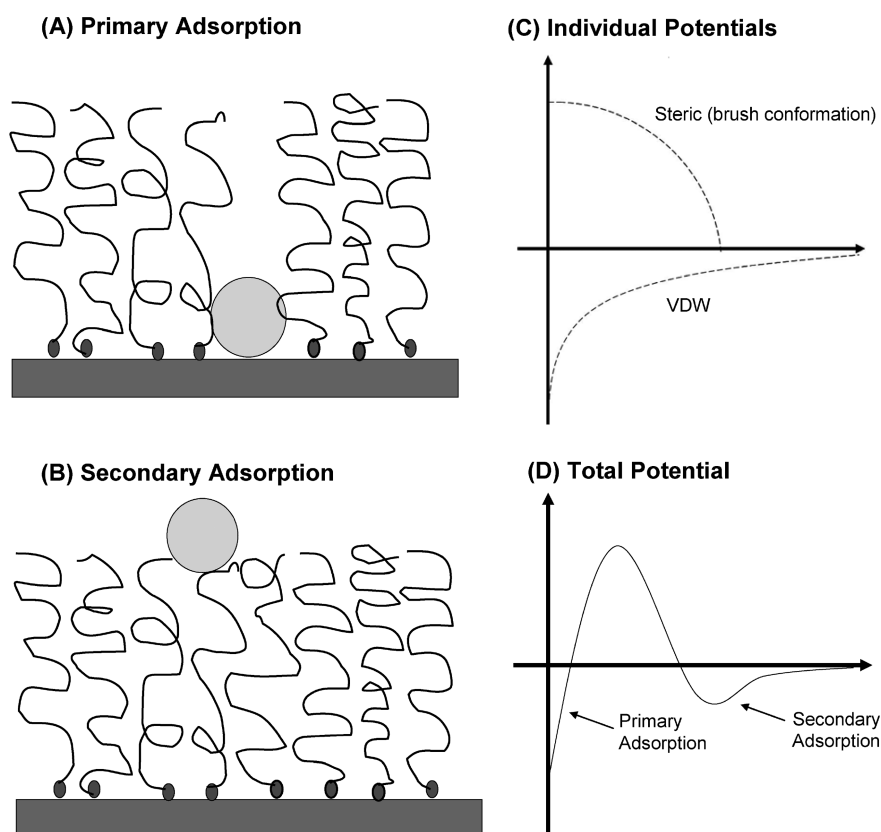 (A) Primary Adsorption
(C) Individual Potentials
Steric (brush conformation)
VDW
(B) Secondary Adsorption
(D) Total Potential
Primary
Adsorption
Secondary
Adsorption